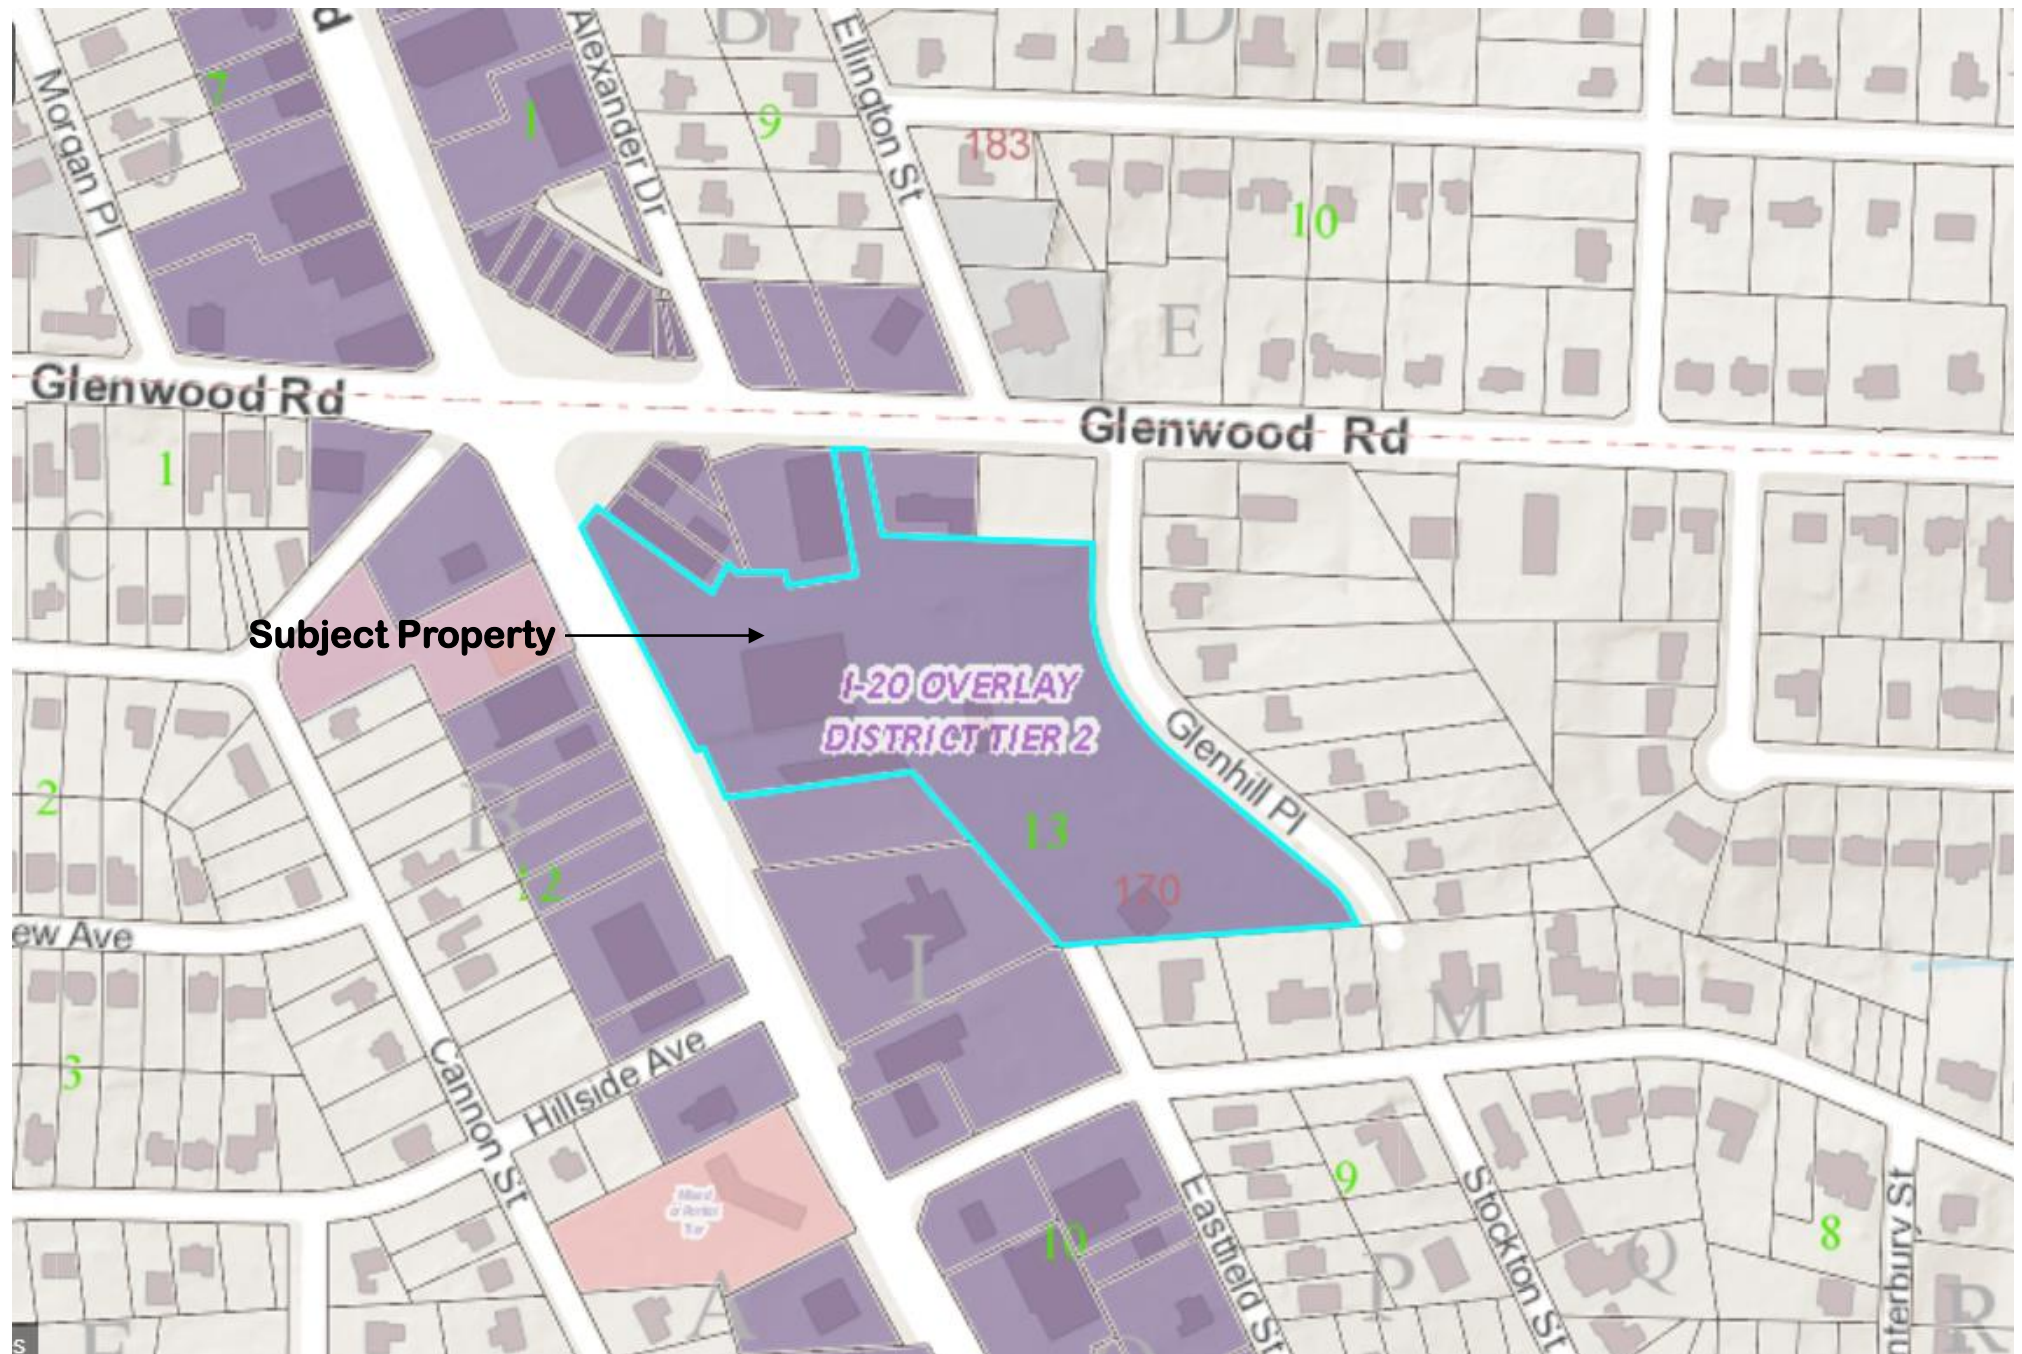 d
B
D
Alexander Dr
Ellington St
Morgan Pl
7
1
9
J
183
10
E
Glenwood Rd
Glenwood Rd
1
C
Subject Property
I-20 OVERLAY
DISTRICT TIER 2
Glenhill Pl
2
B
13
12
170
ew Ave
I
M
3
Cannon St
Hillside Ave
9
Eastfield St
Stockton St
8
nterbury St
10
P
Q
A
R
s